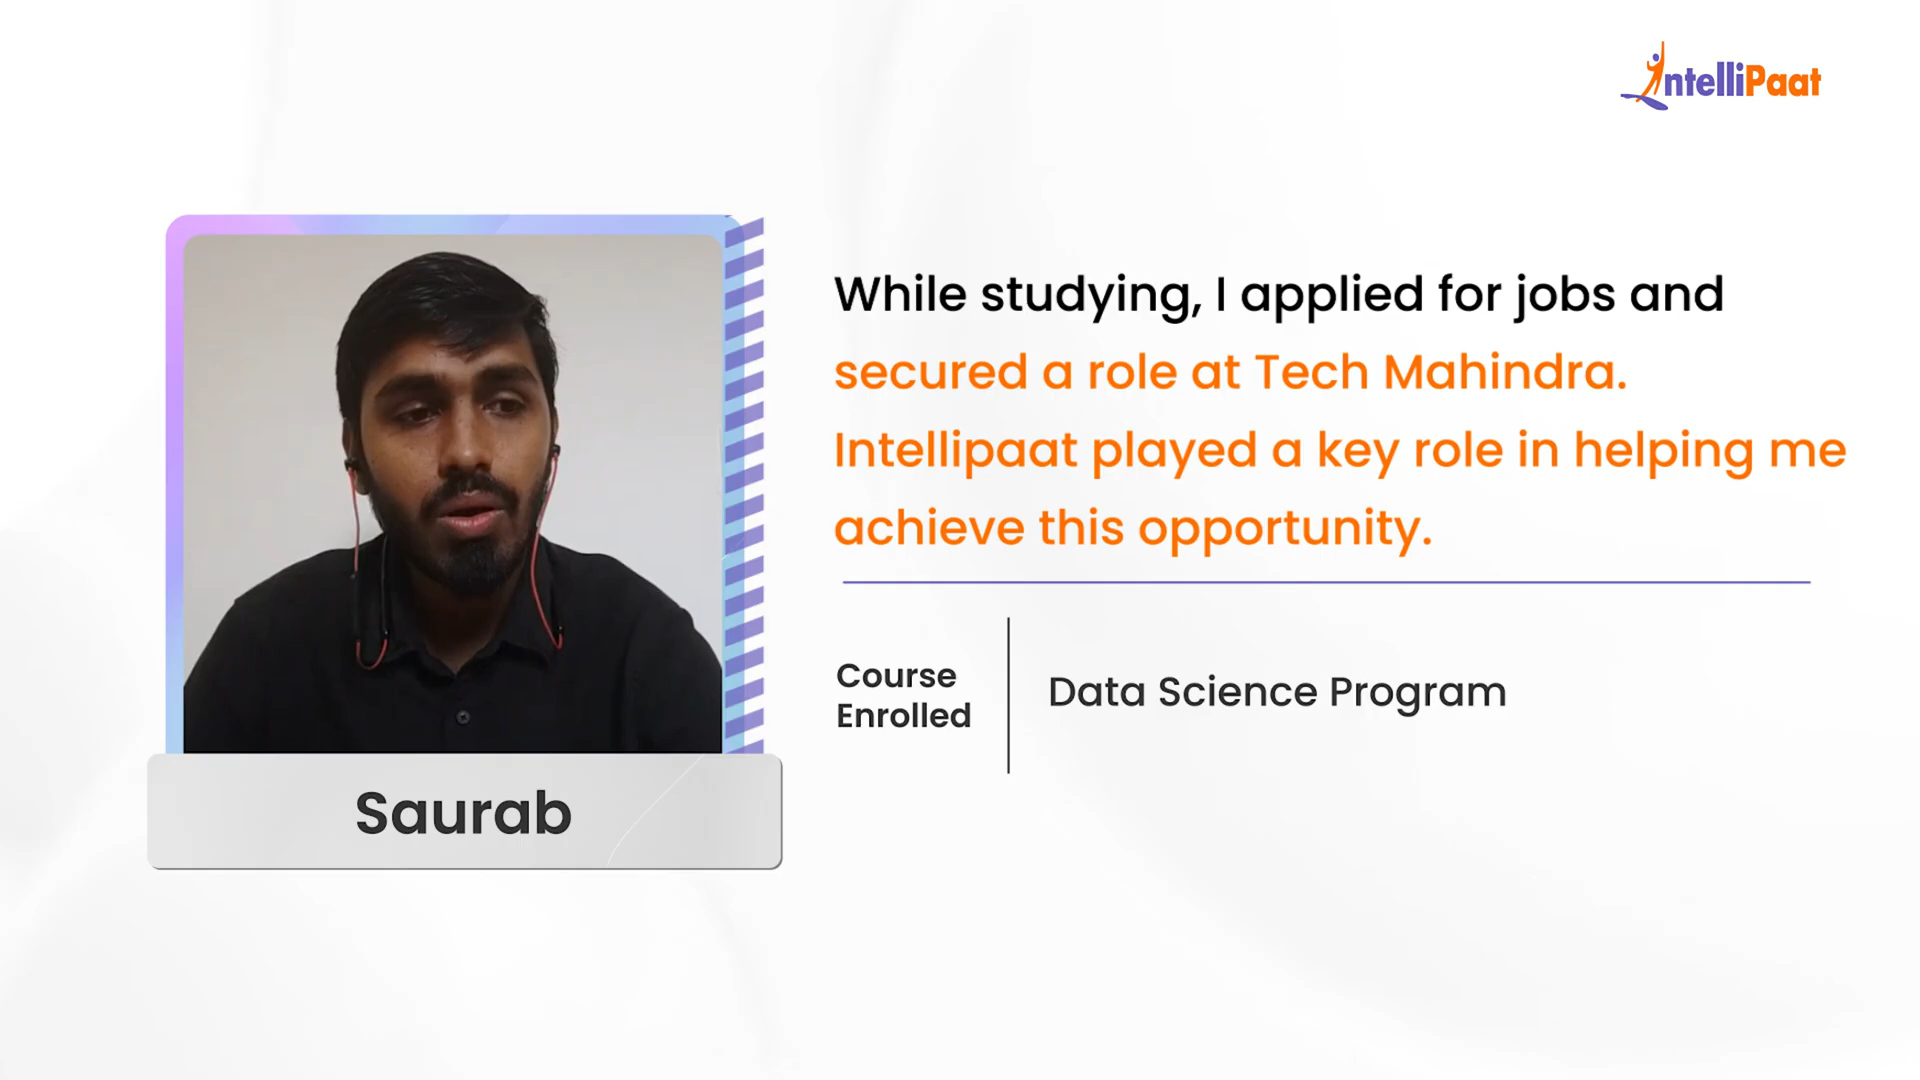 IntelliPaat
While studying, I applied for jobs and
secured a role at Tech Mahindra.
Intellipaat played a key role in helping me
achieve this opportunity.
Course
Enrolled
Data Science Program
Saurab